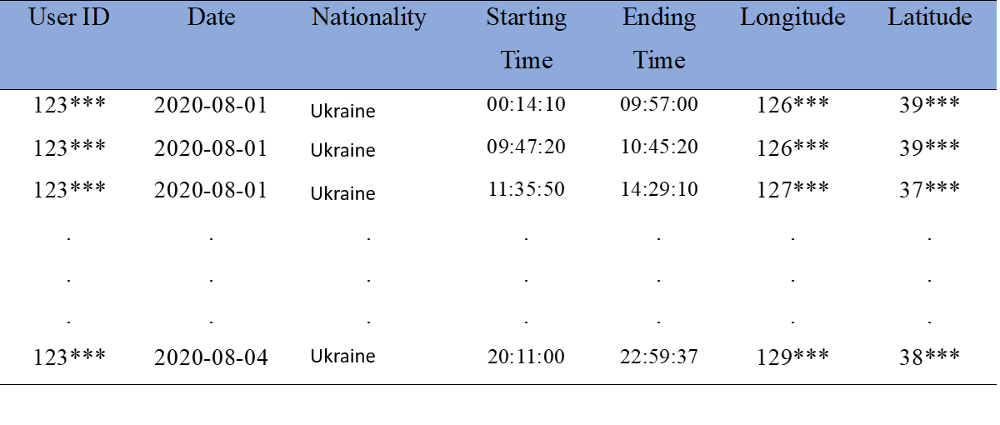 User ID Date Nationality Starting Time Ending Time Longitude Latitude
123*** 2020-08-01 Ukraine 00:14:10 09:57:00 126*** 39***
123*** 2020-08-01 Ukraine 09:47:20 10:45:20 126*** 39***
123*** 2020-08-01 Ukraine 11:35:50 14:29:10 127*** 37***
. . . . . . .
. . . . . . .
. . . . . . .
123*** 2020-08-04 Ukraine 20:11:00 22:59:37 129*** 38***